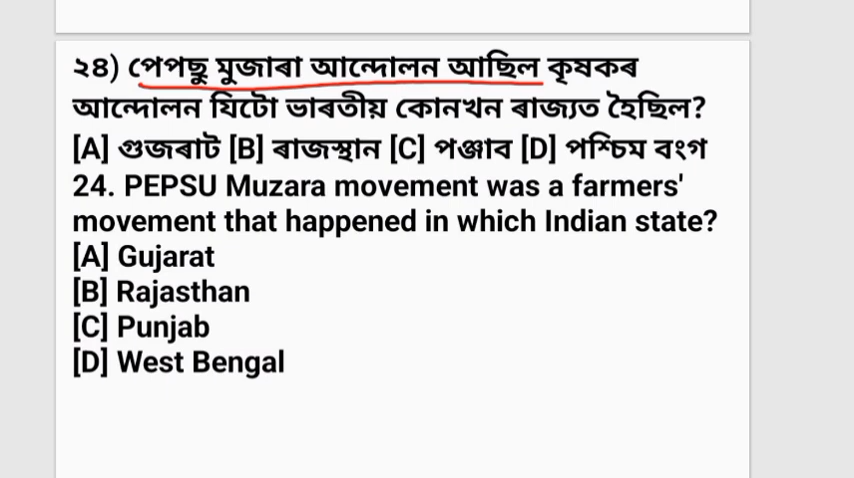 ২৪) পেপছু মুজাৰা আন্দোলন আছিল কৃষকৰ
আন্দোলন যিটো ভাৰতীয় কোনখন ৰাজ্যত হৈছিল?
[A] গুজৰাট [B] ৰাজস্থান [C] পঞ্জাব [D] পশ্চিম বংগ
24. PEPSU Muzara movement was a farmers'
movement that happened in which Indian state?
[A] Gujarat
[B] Rajasthan
[C] Punjab
[D] West Bengal